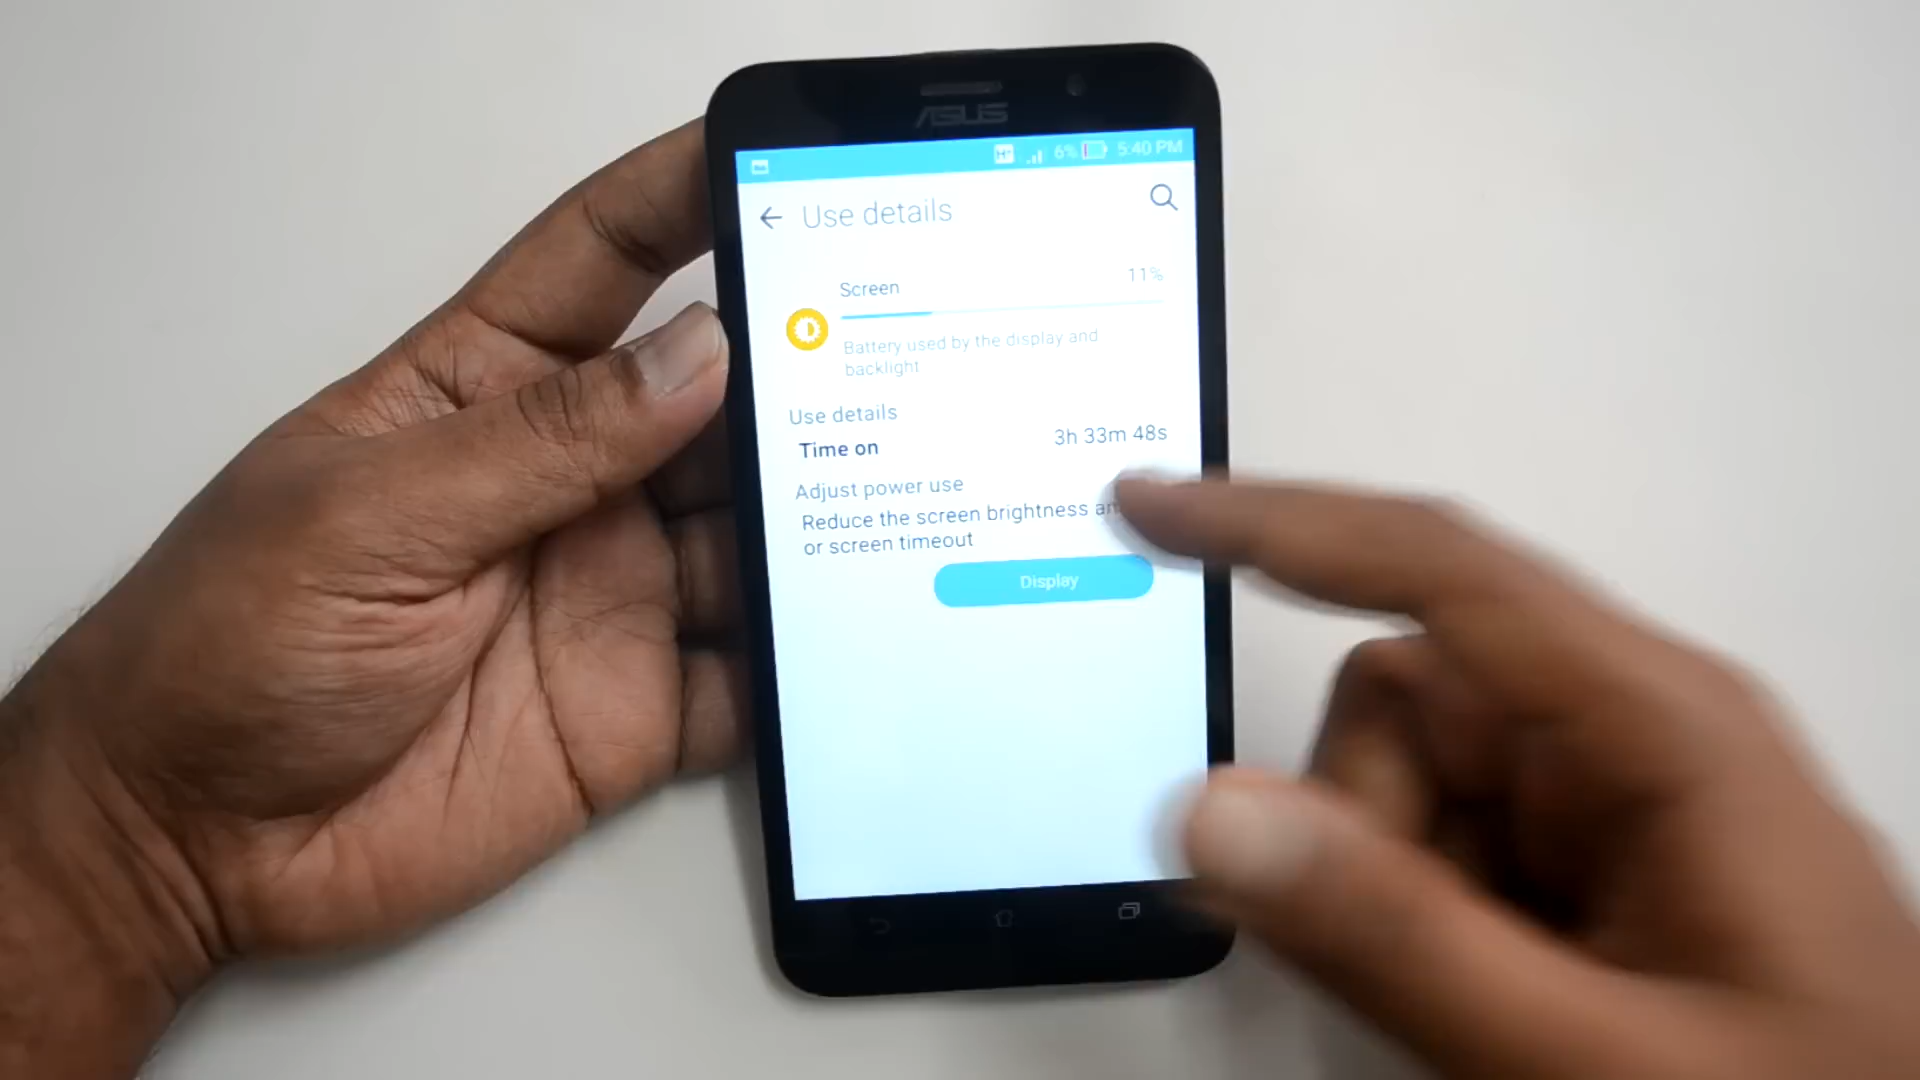 ASUS
H+ 6% 5:40 PM
Use details
Screen 11%
Battery used by the display and
backlight
Use details
Time on 3h 33m 48s
Adjust power use
Reduce the screen brightness
or screen timeout
Display